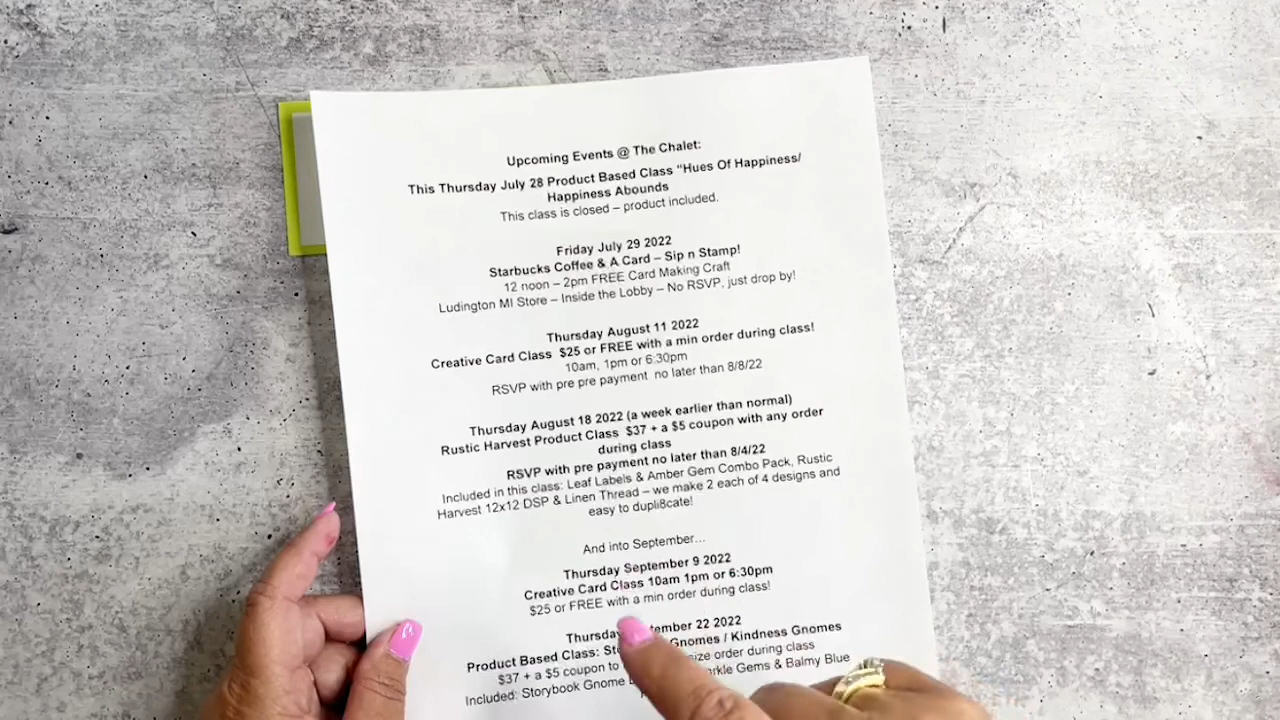 Upcoming Events @ The Chalet:
This Thursday July 28 Product Based Class “Hues Of Happiness/
Happiness Abounds
This class is closed – product included.
Friday July 29 2022
Starbucks Coffee & A Card – Sip n Stamp!
12 noon – 2pm FREE Card Making Craft
Ludington MI Store – Inside the Lobby – No RSVP, just drop by!
Thursday August 11 2022
Creative Card Class $25 or FREE with a min order during class!
10am, 1pm or 6:30pm
RSVP with pre pre payment no later than 8/8/22
Thursday August 18 2022 (a week earlier than normal)
Rustic Harvest Product Class $37 + a $5 coupon with any order
during class
RSVP with pre payment no later than 8/4/22
Included in this class: Leaf Labels & Amber Gem Combo Pack, Rustic
Harvest 12x12 DSP & Linen Thread – we make 2 each of 4 designs and
easy to dupli8cate!
And into September…
Thursday September 9 2022
Creative Card Class 10am 1pm or 6:30pm
$25 or FREE with a min order during class!
22 2022
Product Based Class: Gnomes / Kindness Gnomes
$37 + a $5 coupon to size order during class
Included: Storybook Gnome Gems & Balmy Blue